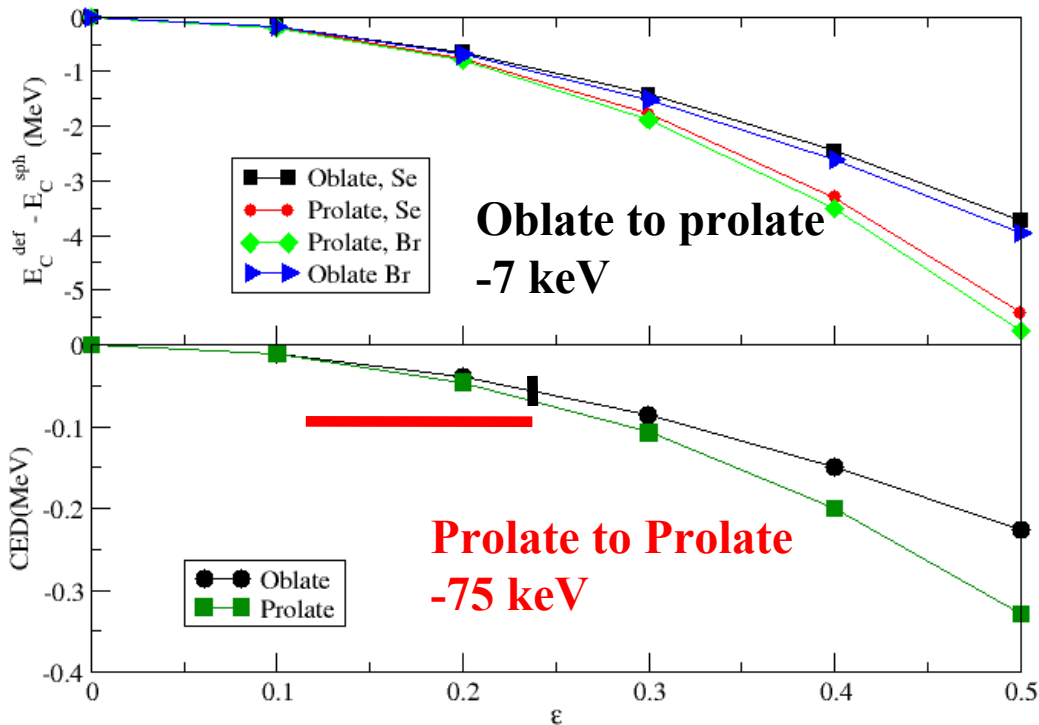 0
-1
-2
-3
-4
-5
E_C^def - E_C^sph (MeV)
Oblate, Se
Prolate, Se
Prolate, Br
Oblate Br
Oblate to prolate
-7 keV
0
-0.1
-0.2
-0.3
-0.4
CED(MeV)
Prolate to Prolate
-75 keV
Oblate
Prolate
0 0.1 0.2 0.3 0.4 0.5
ε